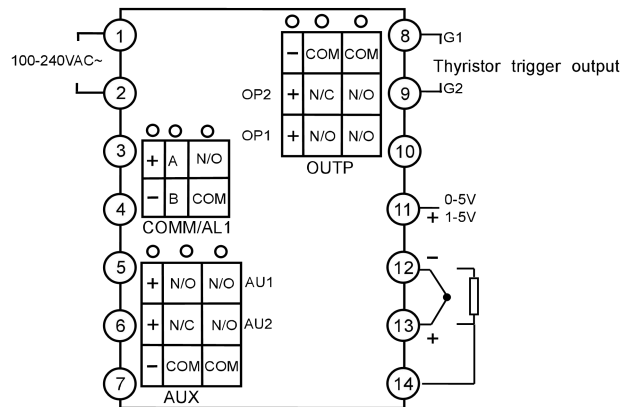 1
100-240VAC~
2
3
4
5
6
7
− COM COM
OP2 + N/C N/O
OP1 + N/O N/O
OUTP
+ A N/O
− B COM
COMM/AL1
+ N/O N/O AU1
+ N/C N/O AU2
− COM COM
AUX
8 G1
Thyristor trigger output
9 G2
10
11 0-5V
+ 1-5V
12 −
13 +
14